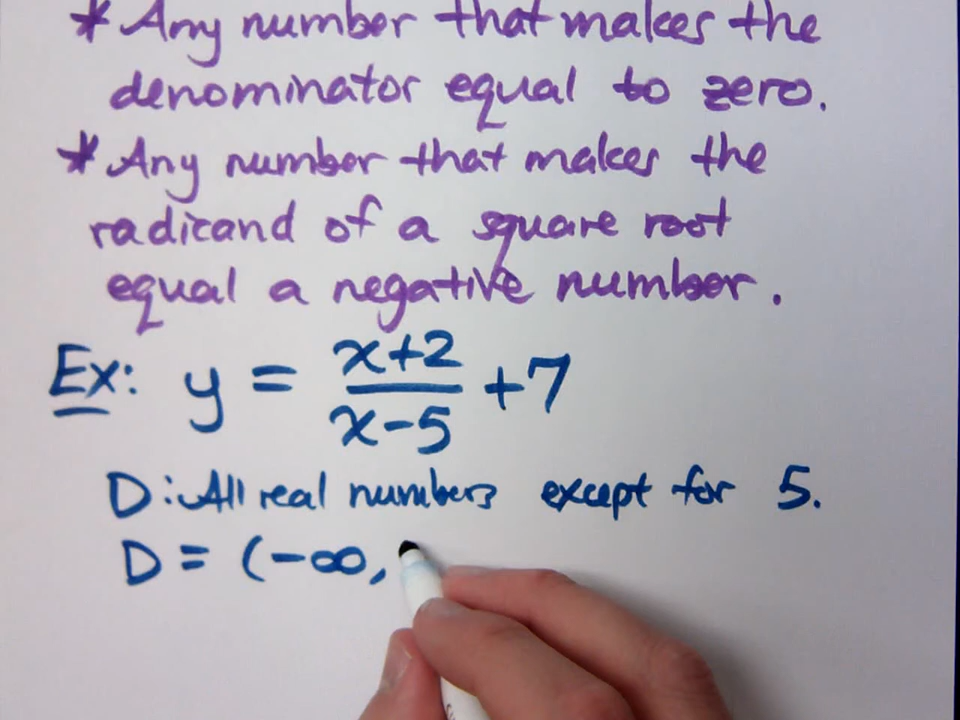 * Any number that makes the
denominator equal to zero.
* Any number that makes the
radicand of a square root
equal a negative number.
Ex: y = x+2/x-5 +7
D: All real numbers except for 5.
D = (-∞,